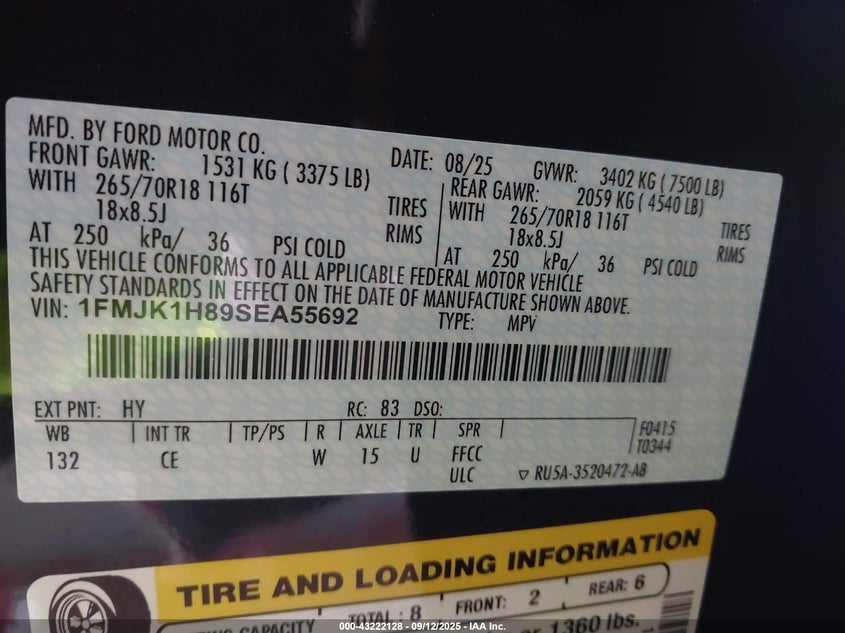 MFD. BY FORD MOTOR CO.
DATE: 08/25 GVWR: 3402 KG ( 7500 LB)
FRONT GAWR: 1531 KG ( 3375 LB) REAR GAWR: 2059 KG ( 4540 LB)
WITH 265/70R18 116T TIRES WITH 265/70R18 116T TIRES
18x8.5J RIMS 18x8.5J RIMS
AT 250 kPa/ 36 PSI COLD AT 250 kPa/ 36 PSI COLD
THIS VEHICLE CONFORMS TO ALL APPLICABLE FEDERAL MOTOR VEHICLE
SAFETY STANDARDS IN EFFECT ON THE DATE OF MANUFACTURE SHOWN ABOVE.
VIN: 1FMJK1H89SEA55692 TYPE: MPV
EXT PNT: HY RC: 83 DSO:
WB INT TR TP/PS R AXLE TR SPR F0415
132 CE W 15 U FFCC T0344
ULC RU5A-3520472-AB
TIRE AND LOADING INFORMATION
CAPACITY TOTAL : 8 FRONT: 2 REAR: 6
1360 lbs.
000-43222128 - 09/12/2025 - IAA Inc.